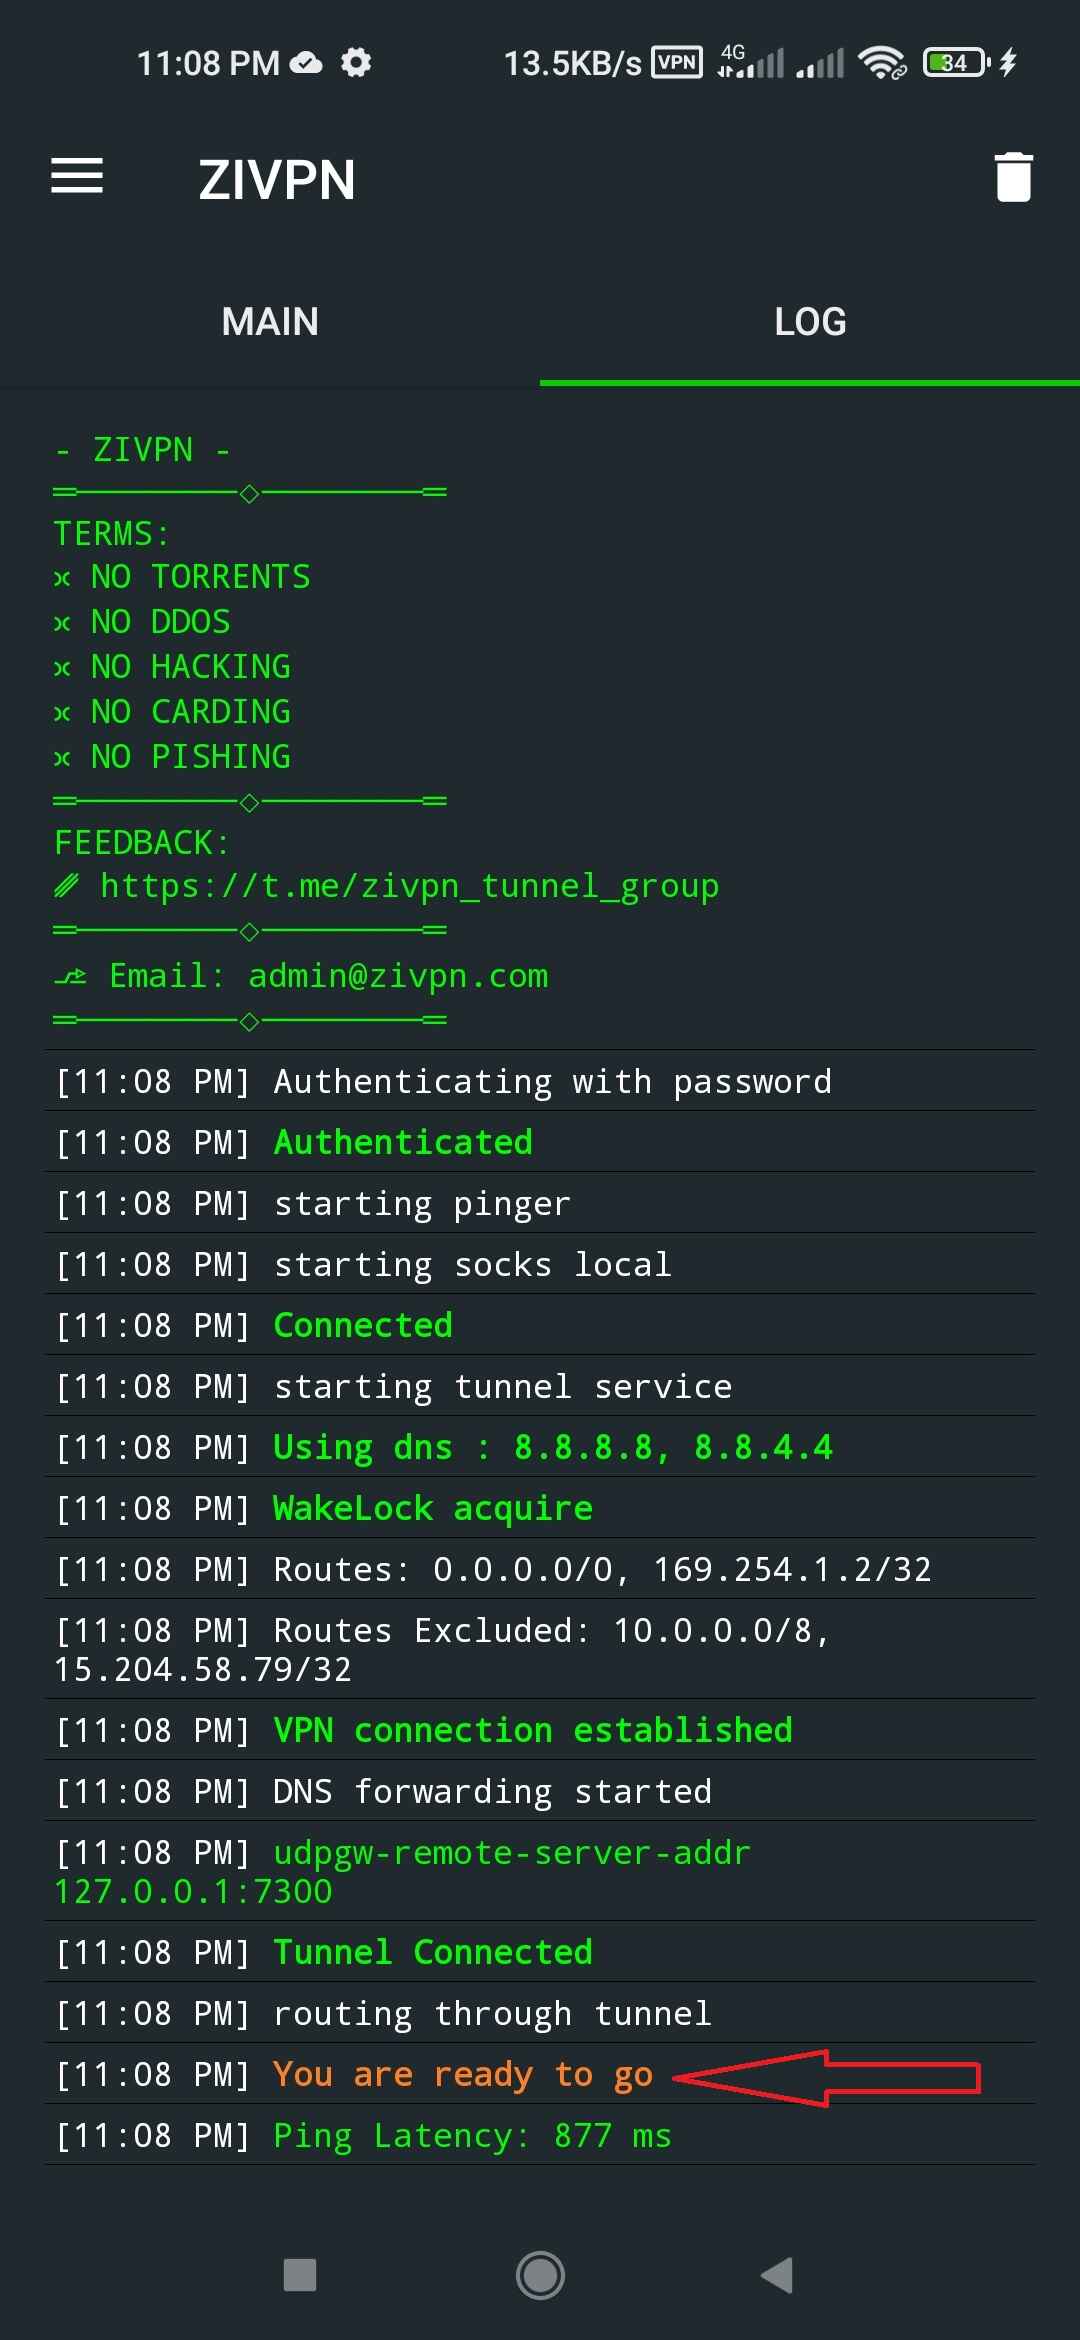 11:08 PM 13.5KB/s VPN 4G 34
ZIVPN
MAIN LOG
- ZIVPN -
TERMS:
× NO TORRENTS
× NO DDOS
× NO HACKING
× NO CARDING
× NO PISHING
FEEDBACK:
https://t.me/zivpn_tunnel_group
Email: admin@zivpn.com
[11:08 PM] Authenticating with password
[11:08 PM] Authenticated
[11:08 PM] starting pinger
[11:08 PM] starting socks local
[11:08 PM] Connected
[11:08 PM] starting tunnel service
[11:08 PM] Using dns : 8.8.8.8, 8.8.4.4
[11:08 PM] WakeLock acquire
[11:08 PM] Routes: 0.0.0.0/0, 169.254.1.2/32
[11:08 PM] Routes Excluded: 10.0.0.0/8,
15.204.58.79/32
[11:08 PM] VPN connection established
[11:08 PM] DNS forwarding started
[11:08 PM] udpgw-remote-server-addr
127.0.0.1:7300
[11:08 PM] Tunnel Connected
[11:08 PM] routing through tunnel
[11:08 PM] You are ready to go
[11:08 PM] Ping Latency: 877 ms